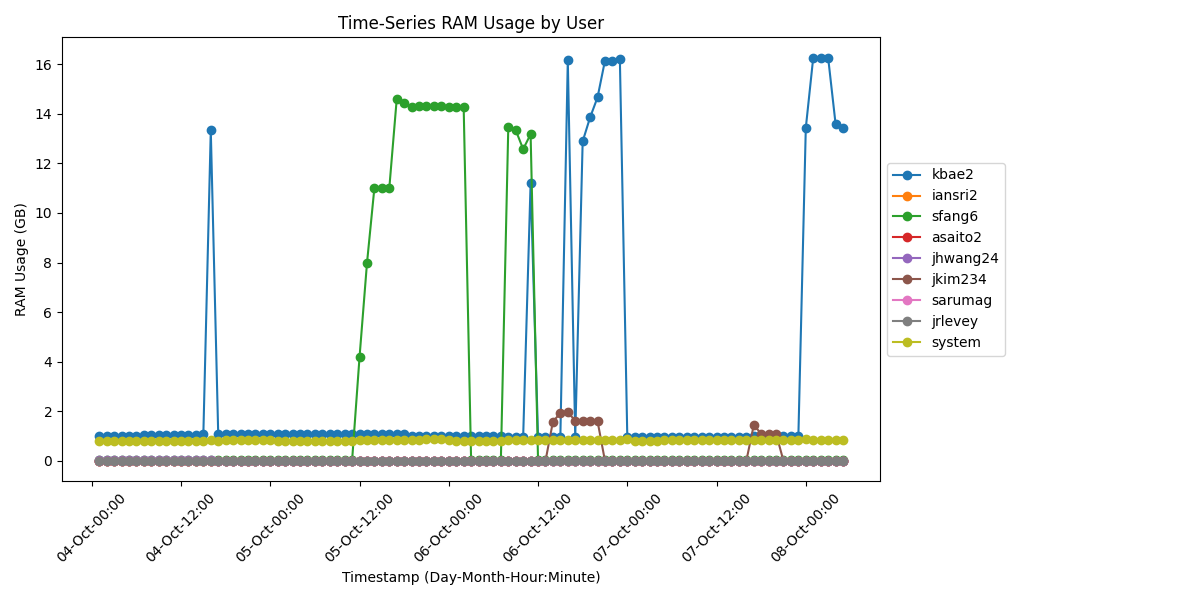 Time-Series RAM Usage by User
RAM Usage (GB)
16
14
12
10
8
6
4
2
0
04-Oct-00:00
04-Oct-12:00
05-Oct-00:00
05-Oct-12:00
06-Oct-00:00
06-Oct-12:00
07-Oct-00:00
07-Oct-12:00
08-Oct-00:00
Timestamp (Day-Month-Hour:Minute)
kbae2
iansri2
sfang6
asaito2
jhwang24
jkim234
sarumag
jrlevey
system